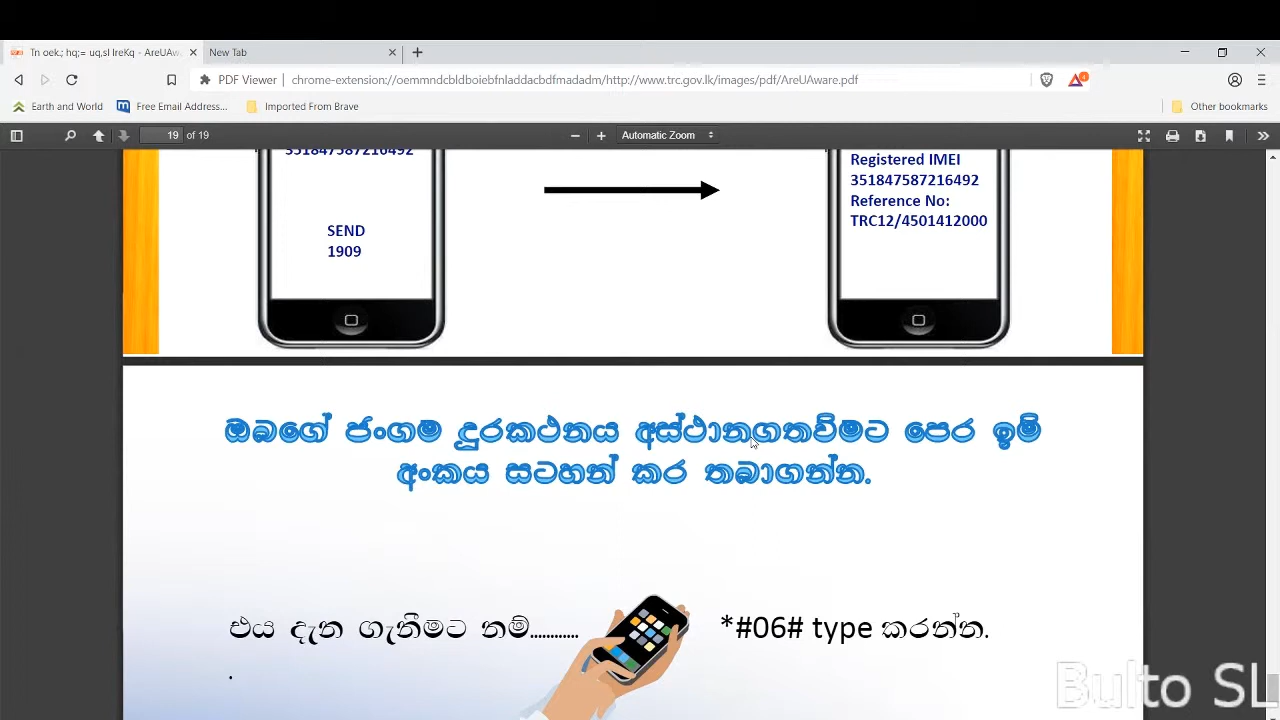 Tn oek.; hq;= uq,sl lreKq - AreUAw
New Tab
PDF Viewer
chrome-extension://oemmndcbldboiebfnladdacbdfmadadm/http://www.trc.gov.lk/images/pdf/AreUAware.pdf
4
Earth and World
Free Email Address...
Imported From Brave
Other bookmarks
19 of 19
Automatic Zoom
351847587216492
SEND
1909
Registered IMEI
351847587216492
Reference No:
TRC12/4501412000
ඔබගේ ජංගම දුරකථනය අස්ථානගතවීමට පෙර ඉමි
අංකය සටහන් කර තබාගන්න.
එය දැන ගැනීමට නම්............
*#06# type කරන්න.
.
Bulto SL